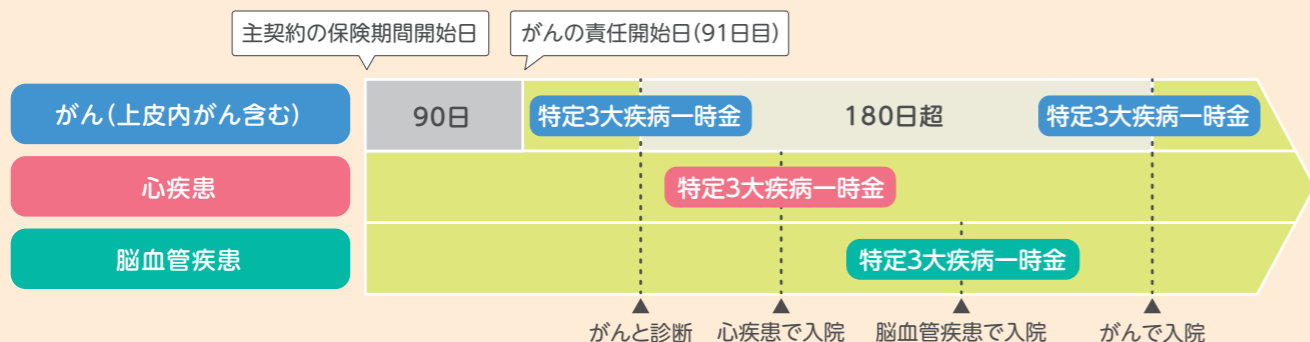 主契約の保険期間開始日
がんの責任開始日(91日目)
がん(上皮内がん含む)
90日
特定3大疾病一時金
180日超
特定3大疾病一時金
心疾患
特定3大疾病一時金
脳血管疾患
特定3大疾病一時金
がんと診断
心疾患で入院
脳血管疾患で入院
がんで入院